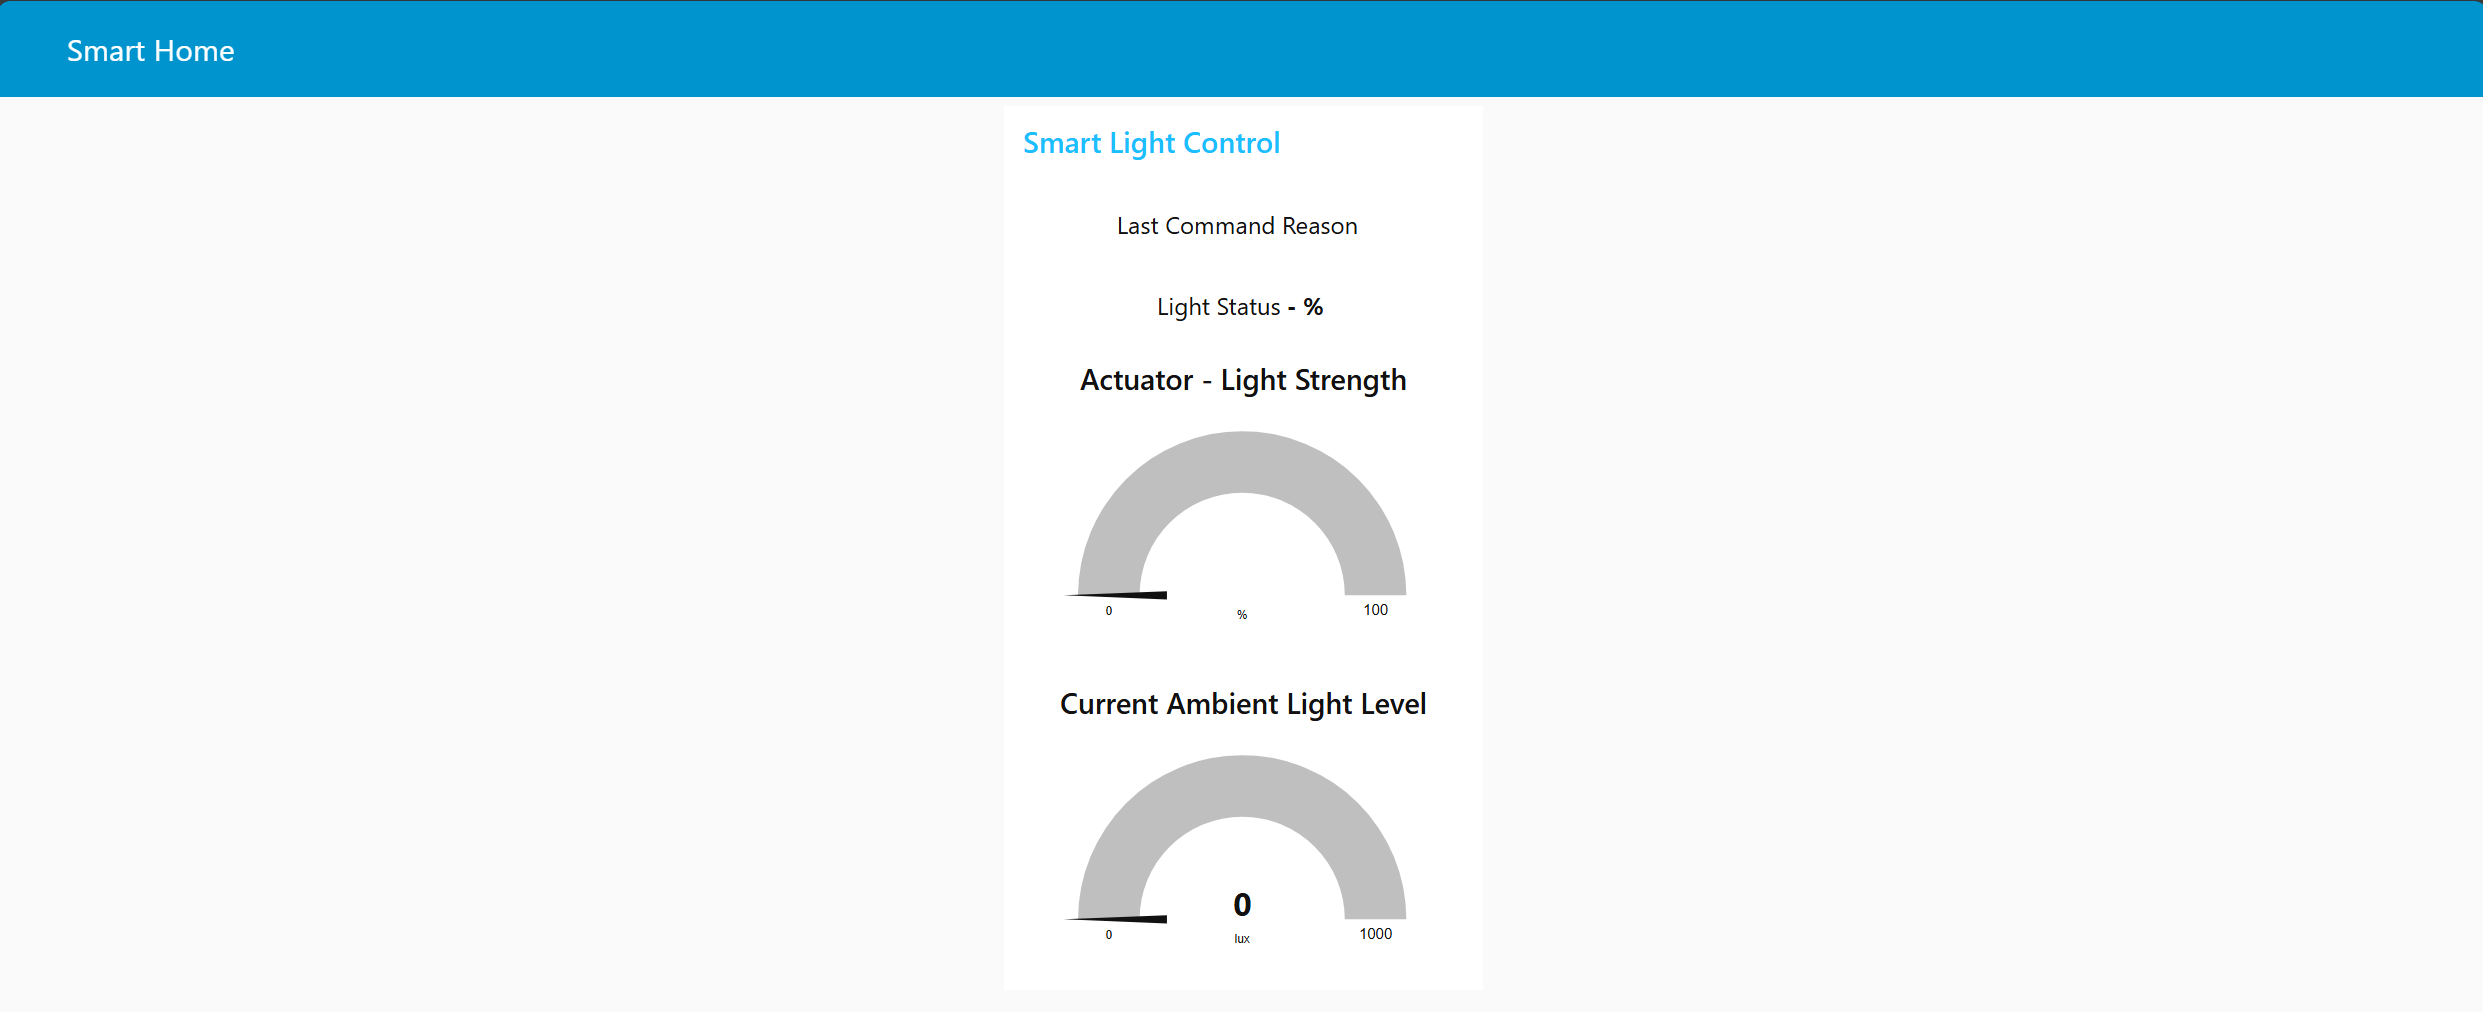 Smart Home
Smart Light Control
Last Command Reason
Light Status - %
Actuator - Light Strength
0 % 100
Current Ambient Light Level
0
0 lux 1000